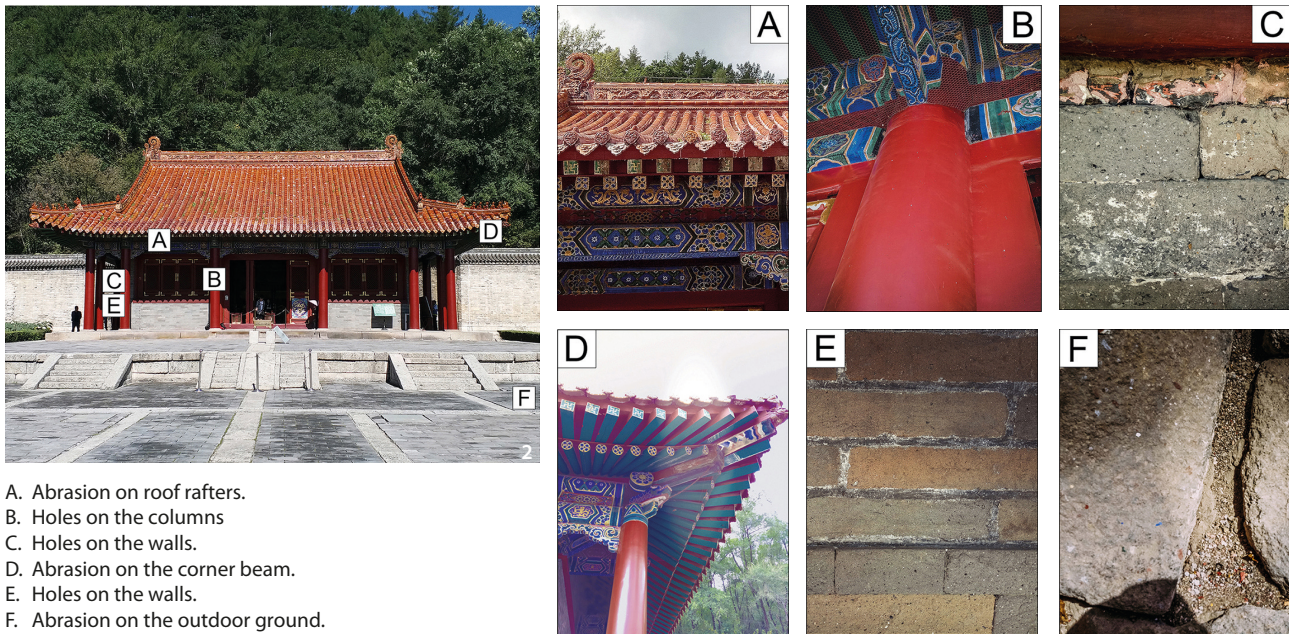 A
B
C
A
D
C
B
E
F
2
D
E
F
A. Abrasion on roof rafters.
B. Holes on the columns
C. Holes on the walls.
D. Abrasion on the corner beam.
E. Holes on the walls.
F. Abrasion on the outdoor ground.